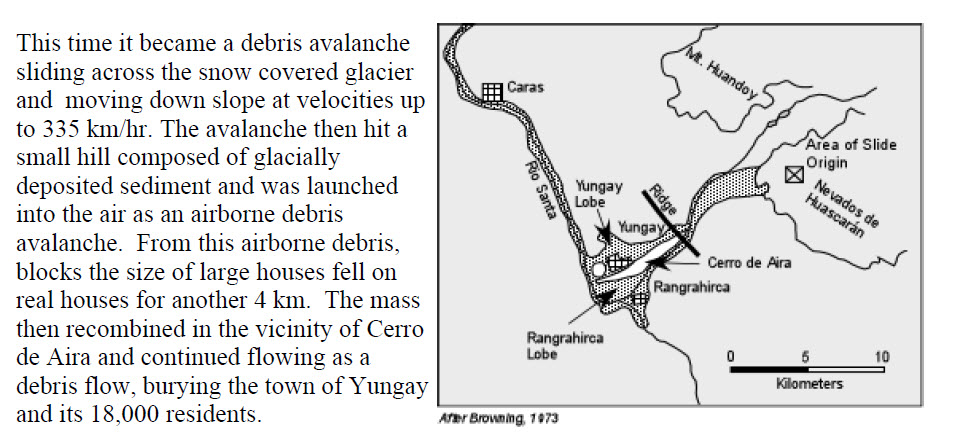 This time it became a debris avalanche
sliding across the snow covered glacier
and moving down slope at velocities up
to 335 km/hr. The avalanche then hit a
small hill composed of glacially
deposited sediment and was launched
into the air as an airborne debris
avalanche. From this airborne debris,
blocks the size of large houses fell on
real houses for another 4 km. The mass
then recombined in the vicinity of Cerro
de Aira and continued flowing as a
debris flow, burying the town of Yungay
and its 18,000 residents.
Mt. Huandoy
Caras
Area of Slide
Origin
Rio Santa
Yungay
Lobe
Ridge
Nevados de
Huascarán
Yungay
Cerro de Aira
Rangrahirca
Rangrahirca
Lobe
0 5 10
Kilometers
After Browning, 1973